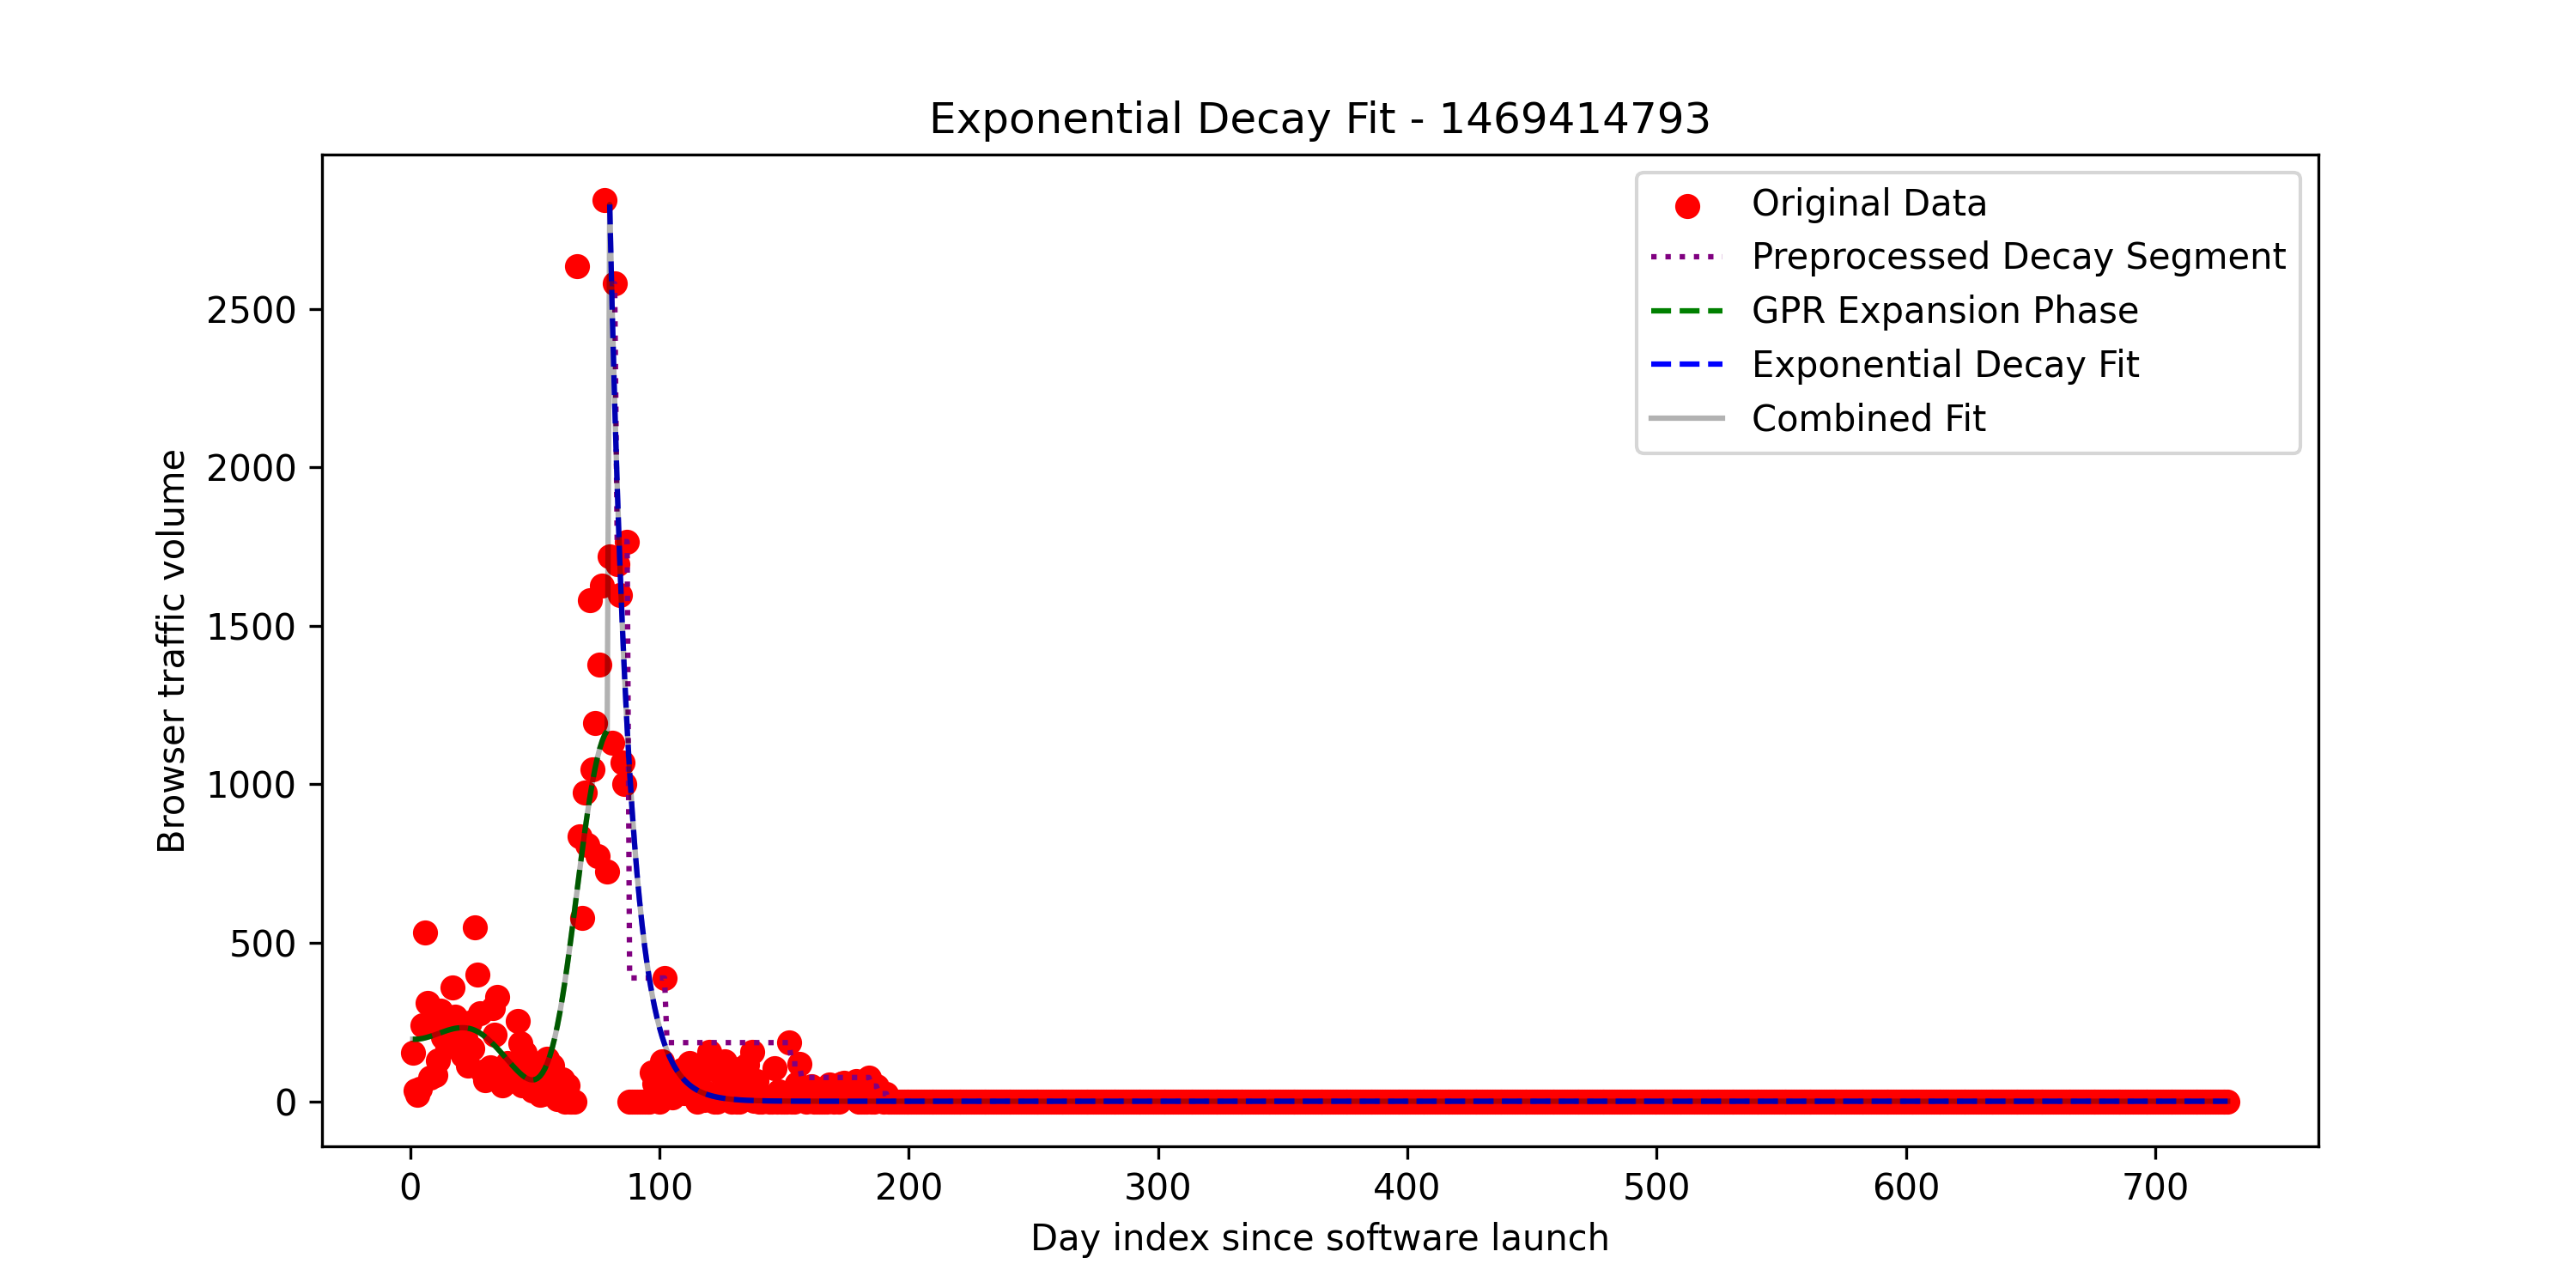 Exponential Decay Fit - 1469414793
Original Data
Preprocessed Decay Segment
GPR Expansion Phase
Exponential Decay Fit
Combined Fit
Browser traffic volume
2500
2000
1500
1000
500
0
0 100 200 300 400 500 600 700
Day index since software launch